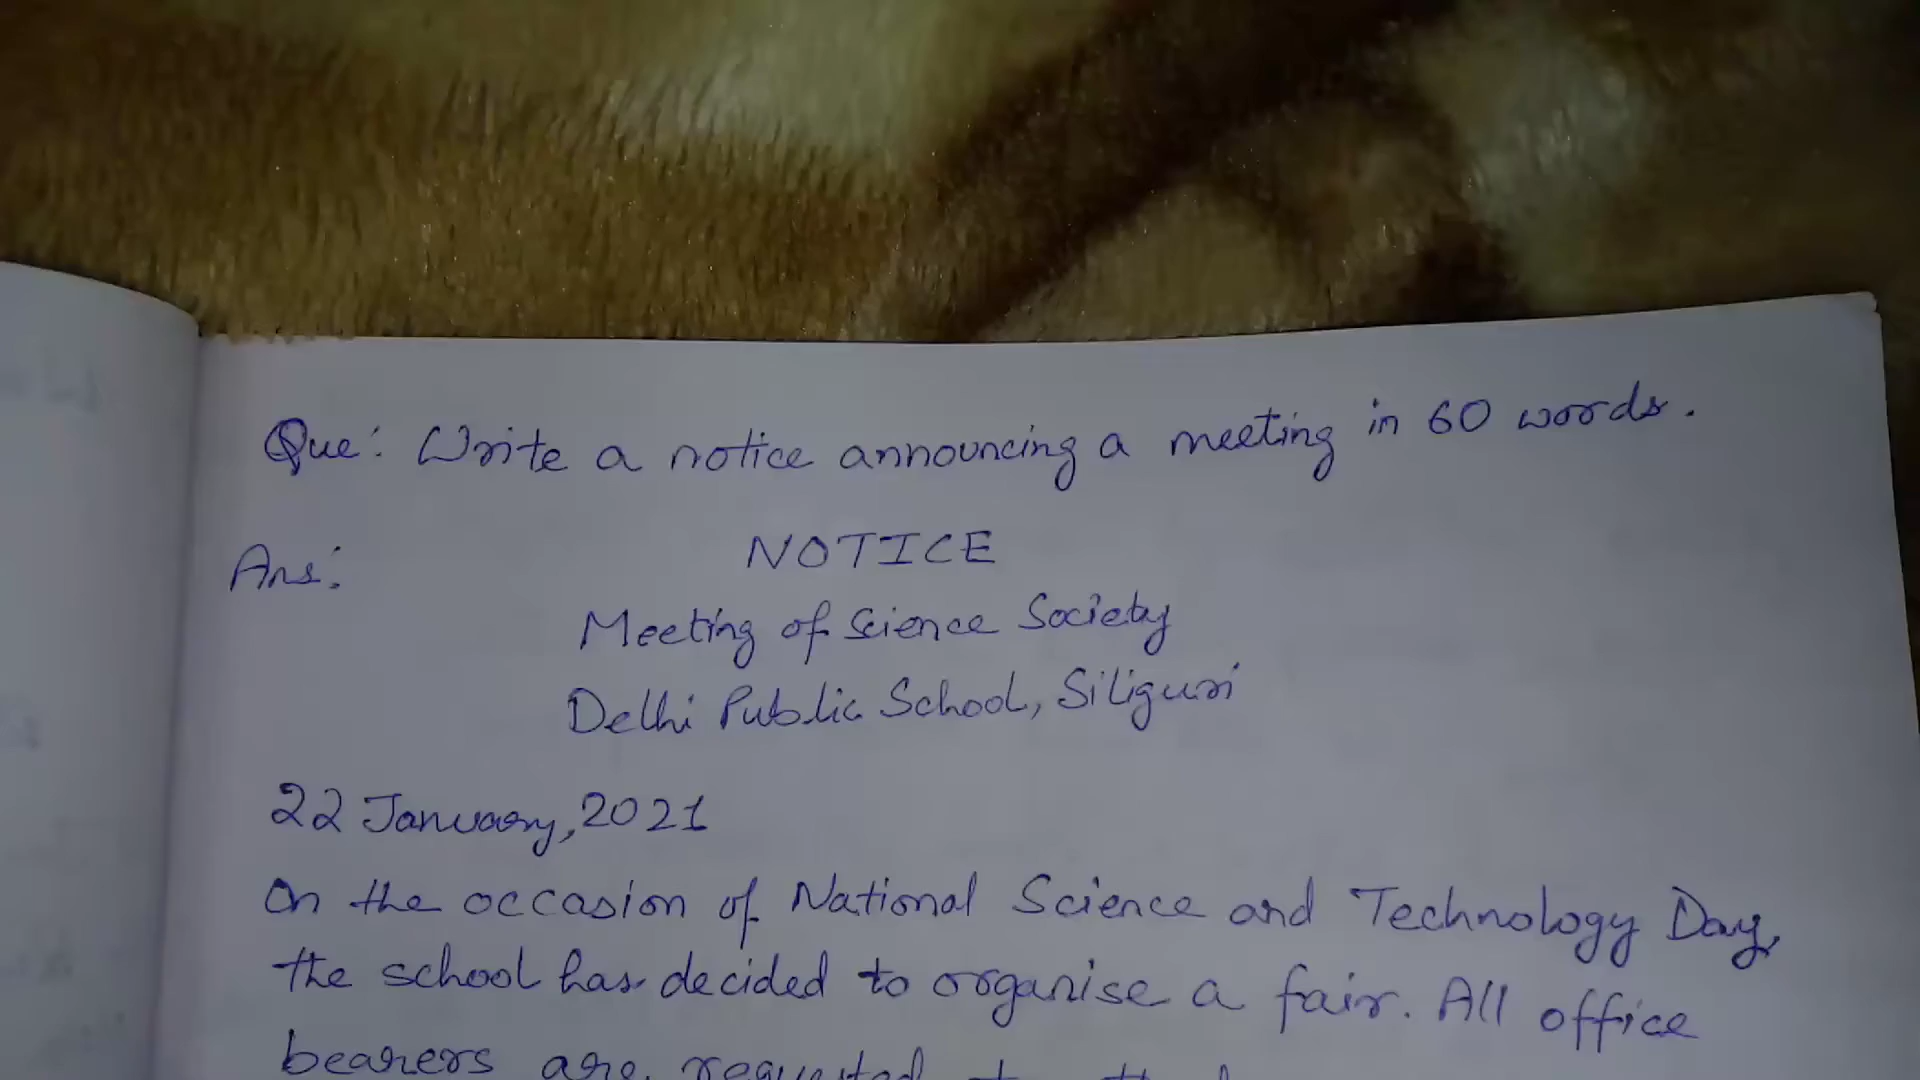 Que: Write a notice announcing a meeting in 60 words.
Ans:
NOTICE
Meeting of Science Society
Delhi Public School, Siliguri
22 January, 2021
On the occasion of National Science and Technology Day,
the school has decided to organise a fair. All office
bearers are requested to